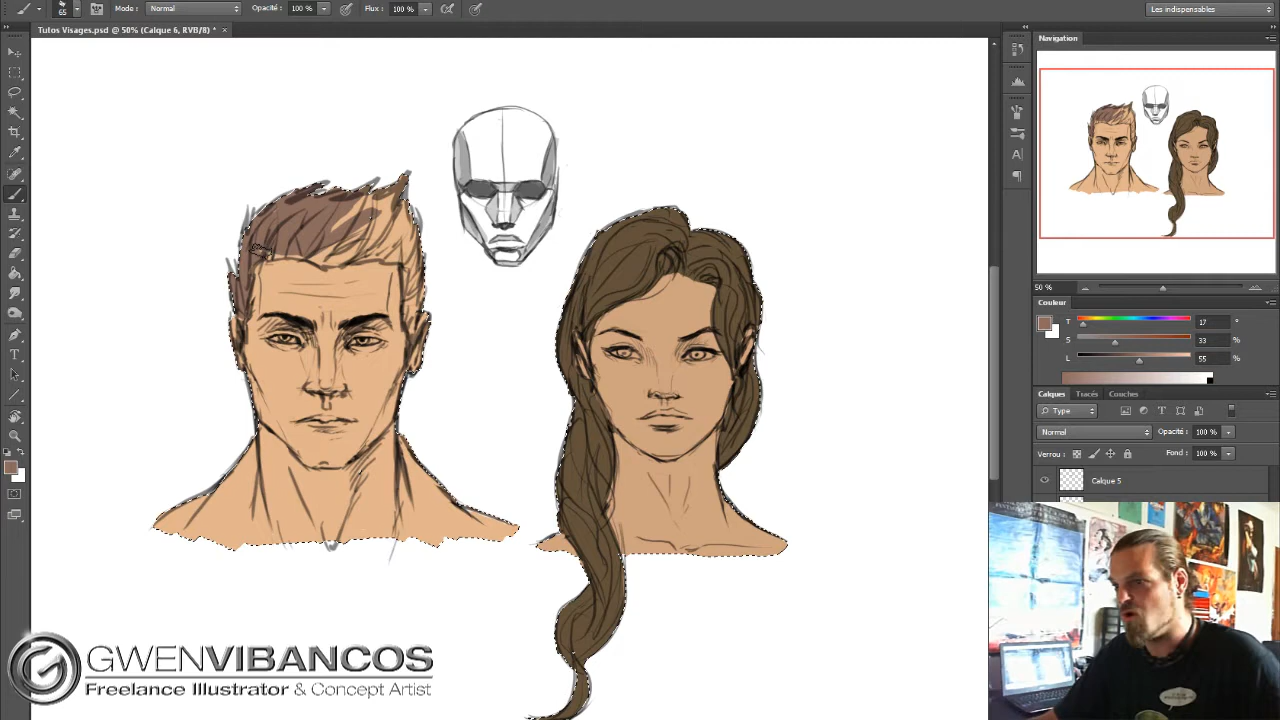 65 Mode : Normal Opacité : 100 % Flux : 100 % Les indispensables
Tufos Visages.psd @ 50% (Calque 6, RVB/8) * ×
Navigation
50 %
Couleur
T 17 °
S 33 %
L 55 %
Calques Tracés Couches
Type
Normal Opacité : 100 %
Verrou : Fond : 100 %
Calque 5
GWENVIBANCOS
Freelance Illustrator & Concept Artist